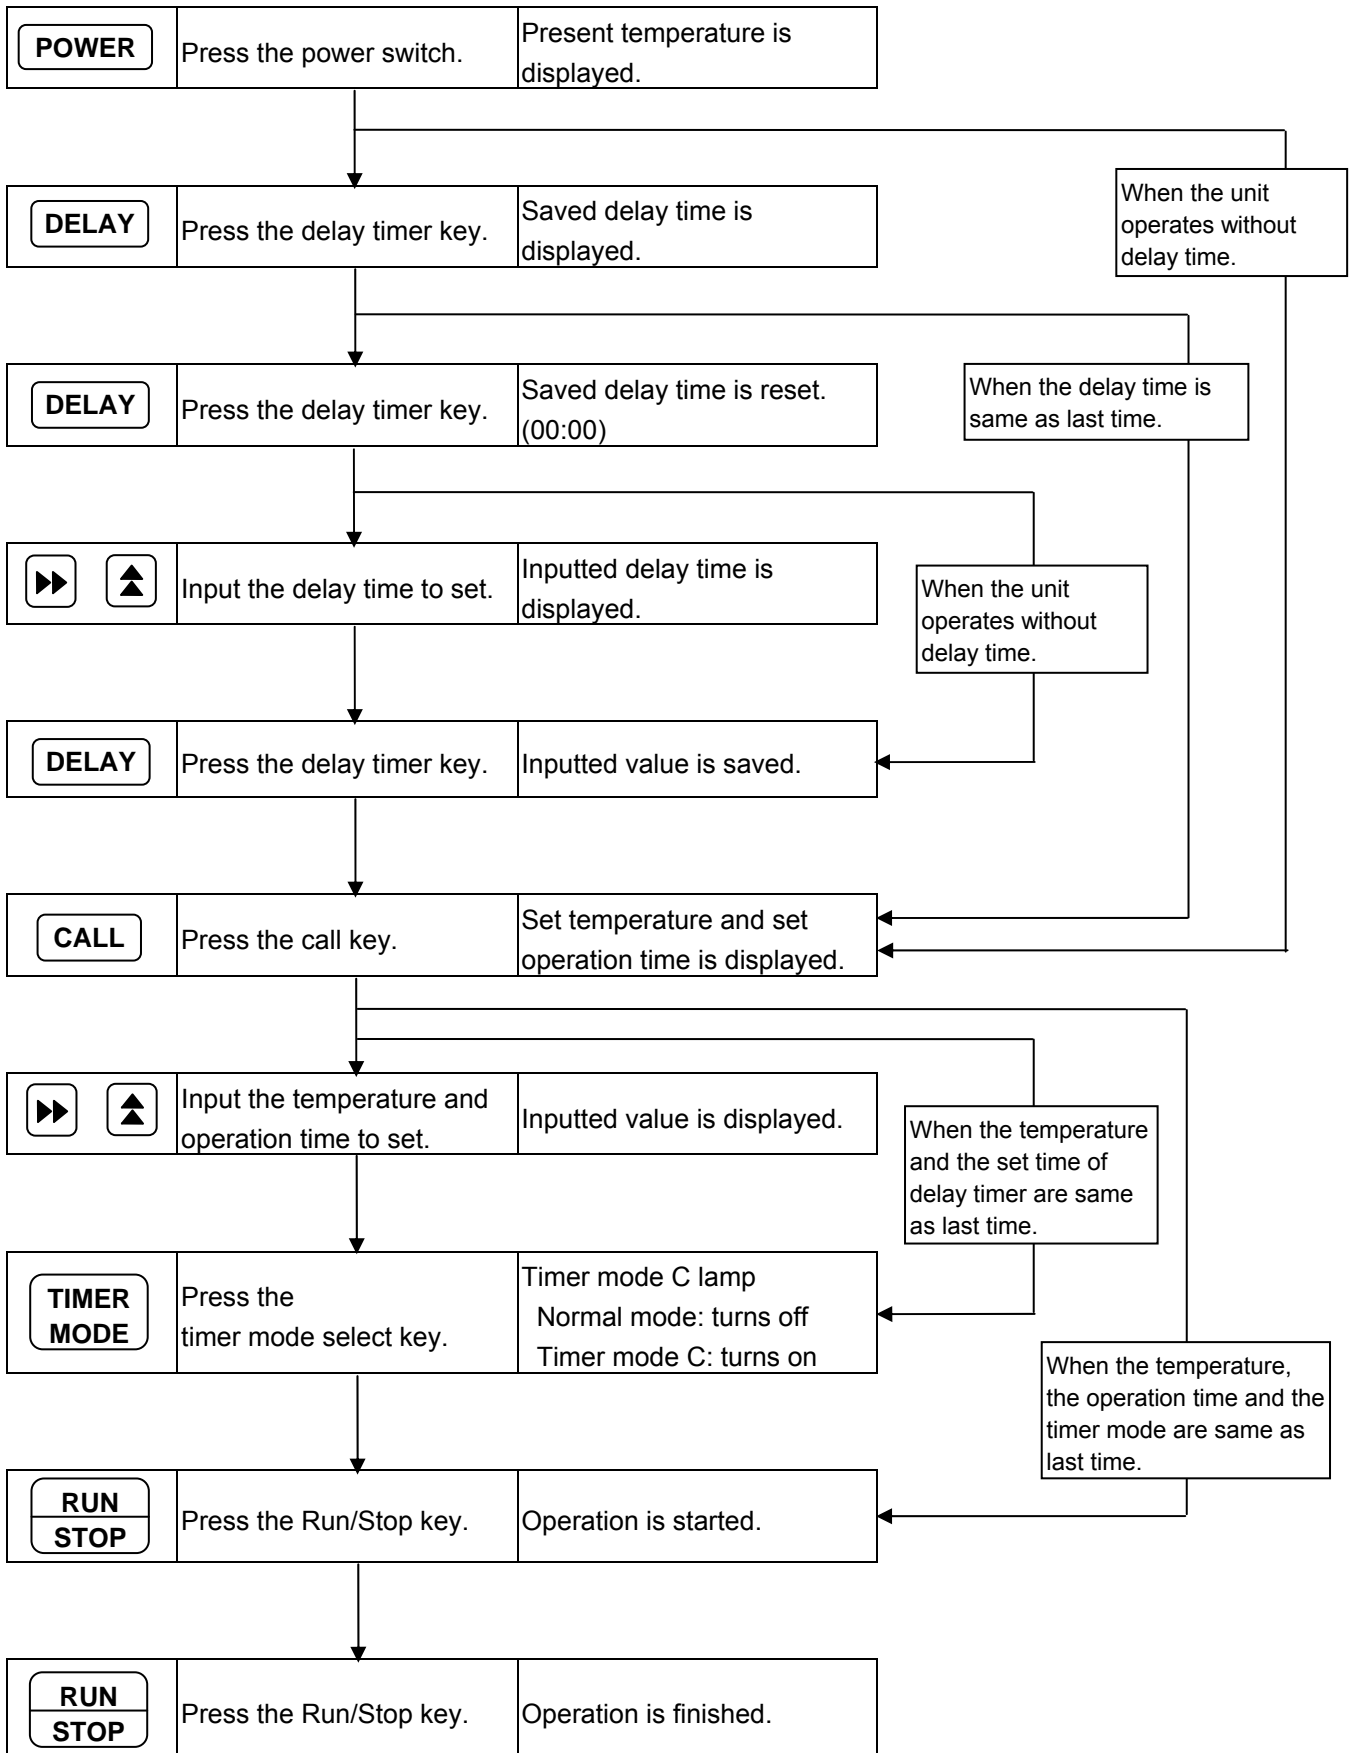 POWER
Press the power switch.
Present temperature is
displayed.
When the unit
operates without
delay time.
DELAY
Press the delay timer key.
Saved delay time is
displayed.
When the delay time is
same as last time.
DELAY
Press the delay timer key.
Saved delay time is reset.
(00:00)
Input the delay time to set.
Inputted delay time is
displayed.
When the unit
operates without
delay time.
DELAY
Press the delay timer key.
Inputted value is saved.
CALL
Press the call key.
Set temperature and set
operation time is displayed.
Input the temperature and
operation time to set.
Inputted value is displayed.
When the temperature
and the set time of
delay timer are same
as last time.
TIMER
MODE
Press the
timer mode select key.
Timer mode C lamp
Normal mode: turns off
Timer mode C: turns on
When the temperature,
the operation time and the
timer mode are same as
last time.
RUN
STOP
Press the Run/Stop key.
Operation is started.
RUN
STOP
Press the Run/Stop key.
Operation is finished.